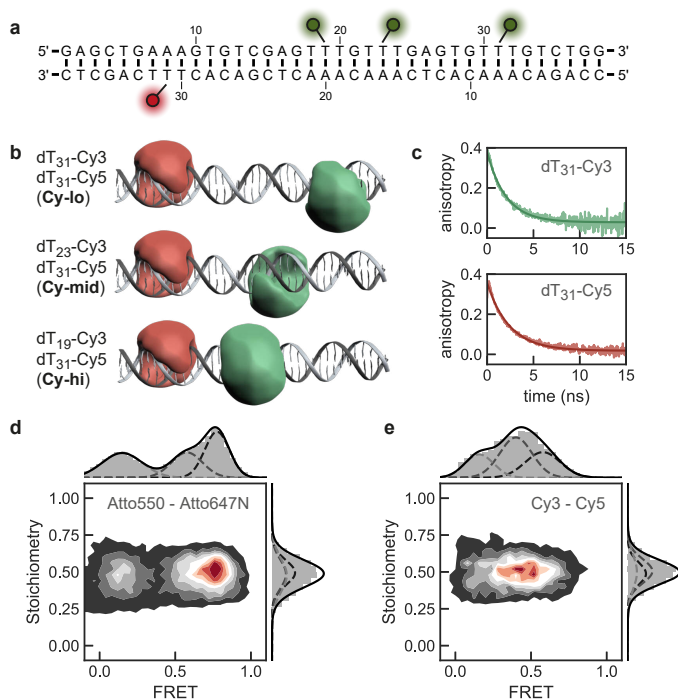 a
10 20 30
5'- GAGCTGAAAGTGTCGAGTTTGTTTGAGTGTTTGTCTGG -3'
3'- CTCGACTTTCACAGCTCAAACAAACTCACAAACAGACC -5'
30 20 10
b
dT31-Cy3
dT31-Cy5
(Cy-lo)
dT23-Cy3
dT31-Cy5
(Cy-mid)
dT19-Cy3
dT31-Cy5
(Cy-hi)
c
dT31-Cy3
anisotropy
0.4
0.2
0.0
0 5 10 15
dT31-Cy5
anisotropy
0.4
0.2
0.0
0 5 10 15
time (ns)
d
Atto550 - Atto647N
Stoichiometry
1.00
0.75
0.50
0.25
0.00
0.0 0.5 1.0
FRET
e
Cy3 - Cy5
Stoichiometry
1.00
0.75
0.50
0.25
0.00
0.0 0.5 1.0
FRET